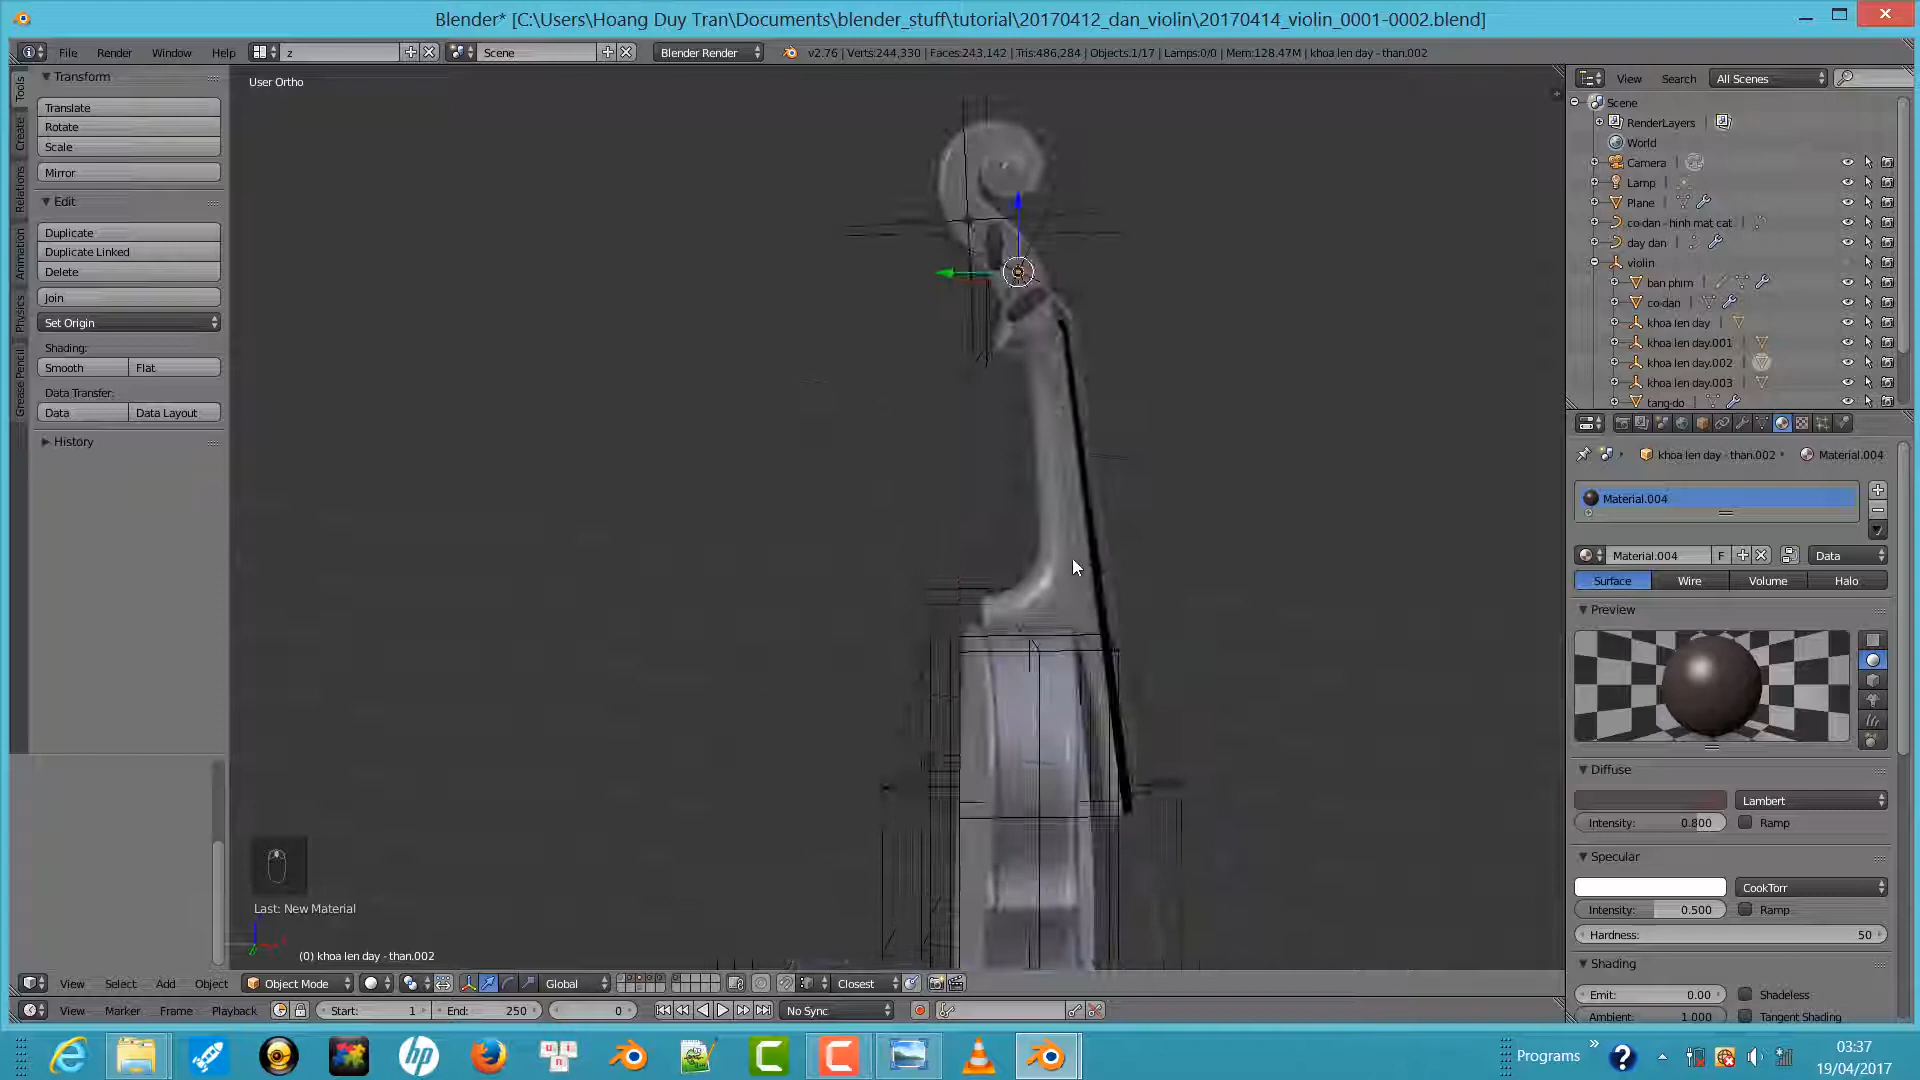 Blender* [C:\Users\Hoang Duy Tran\Documents\blender_stuff\tutorial\20170412_dan_violin\20170414_violin_0001-0002.blend]
File Render Window Help z Scene Blender Render v2.76 | Verts:244,330 | Faces:243,142 | Tris:486,284 | Objects:1/17 | Lamps:0/0 | Mem:128.47M | khoa len day - than.002
Tools
Create
Relations
Animation
Physics
Grease Pencil
Transform
Translate
Rotate
Scale
Mirror
Edit
Duplicate
Duplicate Linked
Delete
Join
Set Origin
Shading:
Smooth Flat
Data Transfer:
Data Data Layout
History
User Ortho
Last: New Material
(0) khoa len day - than.002
View Search All Scenes
Scene
RenderLayers
World
Camera
Lamp
Plane
co-dan - hinh mat cat
day dan
violin
ban phim
co-dan
khoa len day
khoa len day.001
khoa len day.002
khoa len day.003
tang-do
khoa len day - than.002 Material.004
Material.004
Material.004 F Data
Surface Wire Volume Halo
Preview
Diffuse
Lambert
Intensity: 0.800 Ramp
Specular
CookTorr
Intensity: 0.500 Ramp
Hardness: 50
Shading
Emit: 0.00 Shadeless
Ambient: 1.000 Tangent Shading
View Select Add Object Object Mode Global Closest
View Marker Frame Playback Start: 1 End: 250 0 No Sync
Programs
03:37
19/04/2017